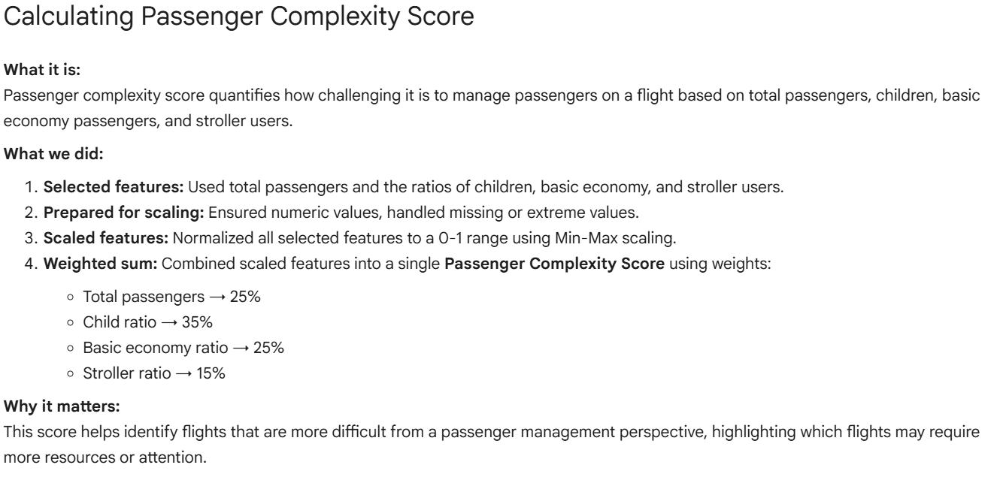 Calculating Passenger Complexity Score
What it is:
Passenger complexity score quantifies how challenging it is to manage passengers on a flight based on total passengers, children, basic
economy passengers, and stroller users.
What we did:
1. Selected features: Used total passengers and the ratios of children, basic economy, and stroller users.
2. Prepared for scaling: Ensured numeric values, handled missing or extreme values.
3. Scaled features: Normalized all selected features to a 0-1 range using Min-Max scaling.
4. Weighted sum: Combined scaled features into a single Passenger Complexity Score using weights:
○ Total passengers → 25%
○ Child ratio → 35%
○ Basic economy ratio → 25%
○ Stroller ratio → 15%
Why it matters:
This score helps identify flights that are more difficult from a passenger management perspective, highlighting which flights may require
more resources or attention.